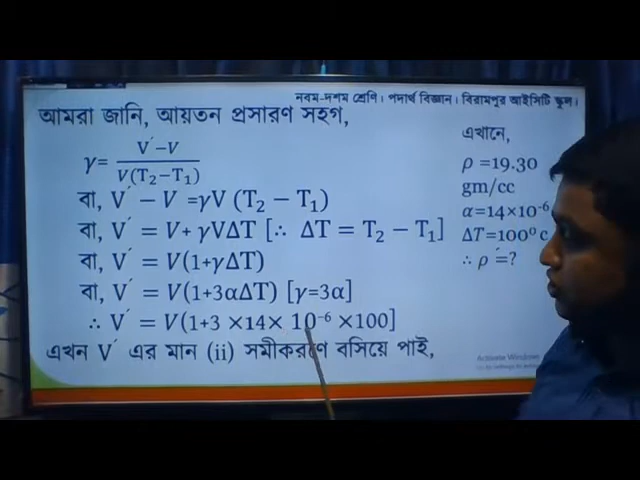 নবম-দশম শ্রেণি। পদার্থ বিজ্ঞান। বিরামপুর আইসিটি স্কুল।
আমরা জানি, আয়তন প্রসারণ সহগ,
γ= V′−V / V(T₂−T₁)
বা, V′ − V =γV (T₂ − T₁)
বা, V′ = V+ γVΔT [∴ ΔT = T₂ − T₁]
বা, V′ = V(1+γΔT)
বা, V′ = V(1+3αΔT) [γ=3α]
∴ V′ = V(1+3 ×14× 10⁻⁶ ×100]
এখন V′ এর মান (ii) সমীকরণে বসিয়ে পাই,
এখানে,
ρ =19.30
gm/cc
α=14×10⁻⁶
ΔT=100⁰ c
∴ ρ′=?
Activate Windows